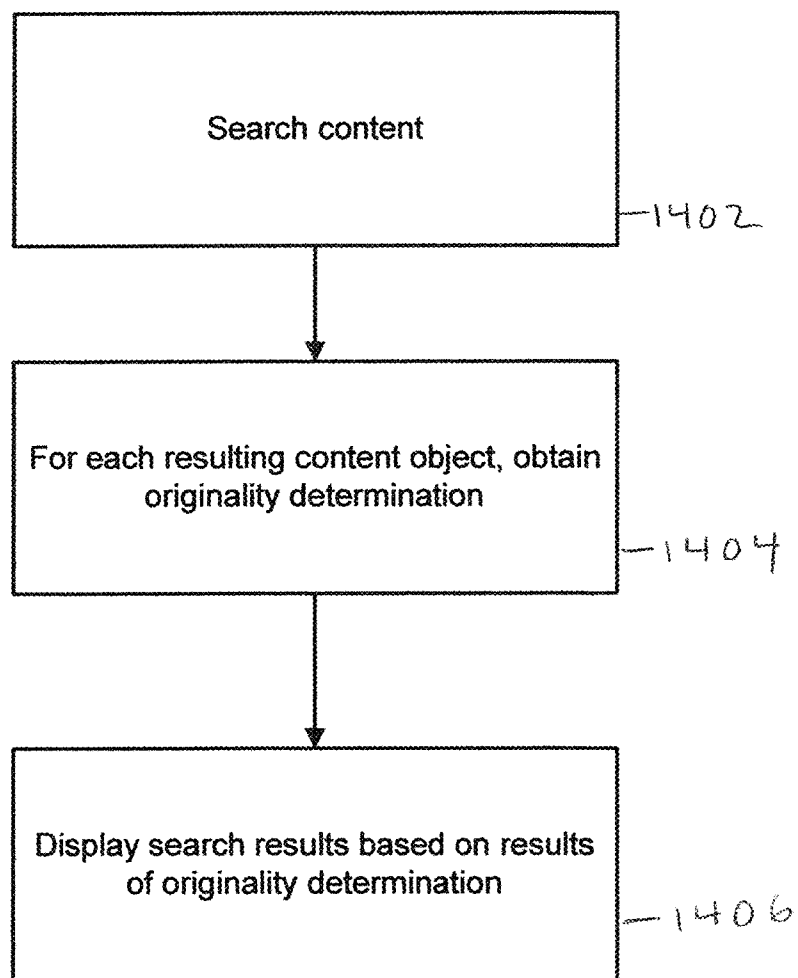 Search content
1402
For each resulting content object, obtain
originality determination
1404
Display search results based on results
of originality determination
1406